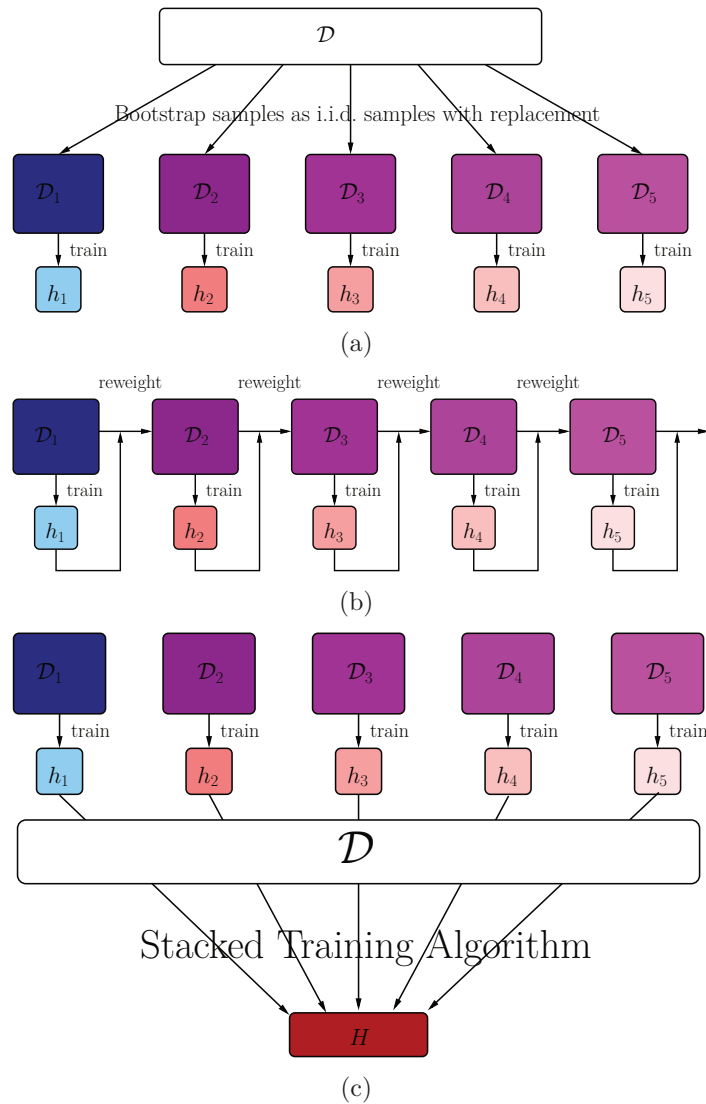 𝒟
Bootstrap samples as i.i.d. samples with replacement
𝒟₁ 𝒟₂ 𝒟₃ 𝒟₄ 𝒟₅
train train train train train
h₁ h₂ h₃ h₄ h₅
(a)
reweight reweight reweight reweight
𝒟₁ 𝒟₂ 𝒟₃ 𝒟₄ 𝒟₅
train train train train train
h₁ h₂ h₃ h₄ h₅
(b)
𝒟₁ 𝒟₂ 𝒟₃ 𝒟₄ 𝒟₅
train train train train train
h₁ h₂ h₃ h₄ h₅
𝒟
Stacked Training Algorithm
H
(c)